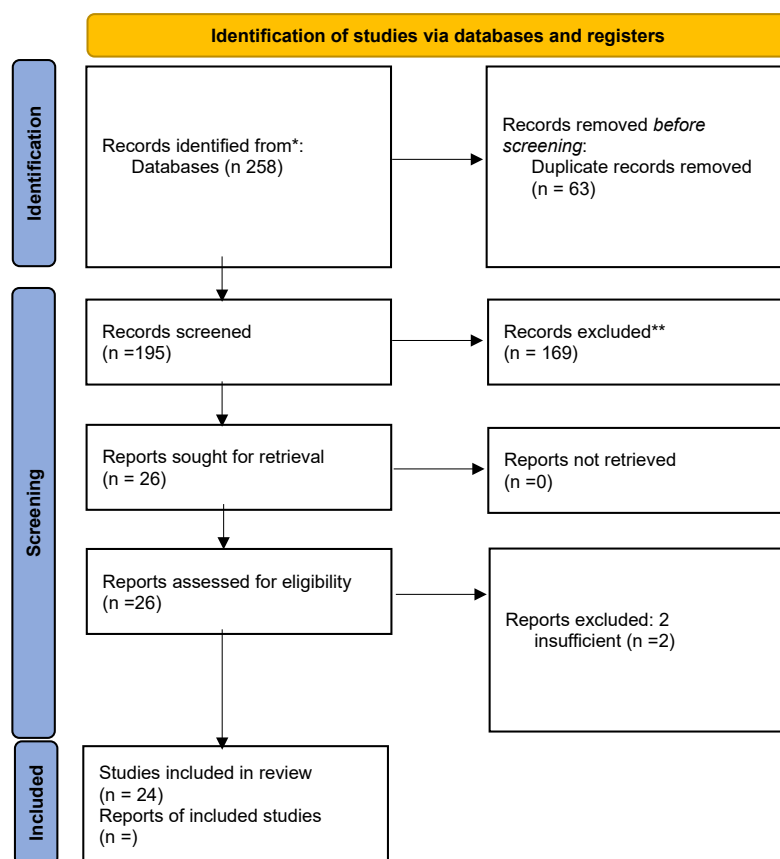 Identification of studies via databases and registers
Identification
Records identified from*:
Databases (n 258)
Records removed before
screening:
Duplicate records removed
(n = 63)
Screening
Records screened
(n =195)
Records excluded**
(n = 169)
Reports sought for retrieval
(n = 26)
Reports not retrieved
(n =0)
Reports assessed for eligibility
(n =26)
Reports excluded: 2
insufficient (n =2)
Included
Studies included in review
(n = 24)
Reports of included studies
(n =)